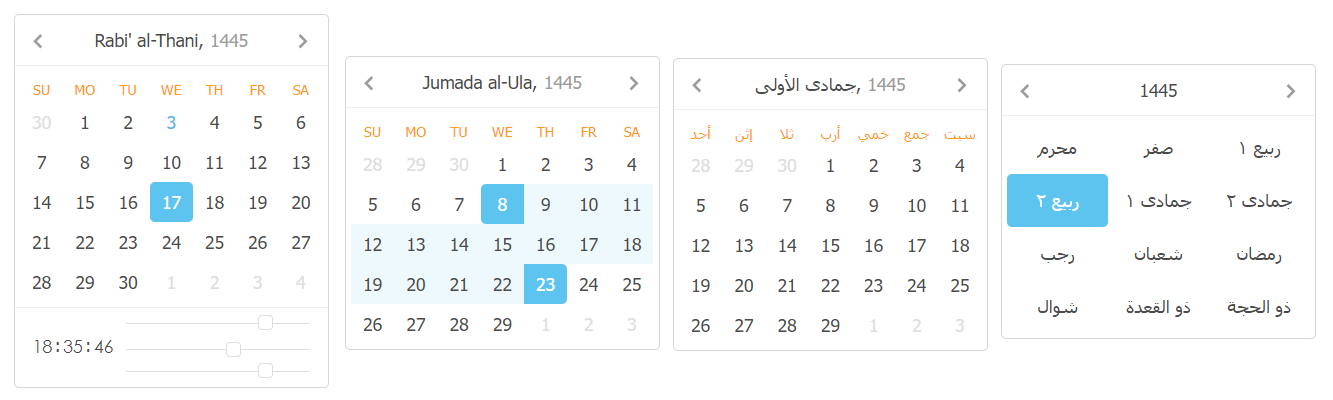 Rabi' al-Thani, 1445
SU MO TU WE TH FR SA
30 1 2 3 4 5 6
7 8 9 10 11 12 13
14 15 16 17 18 19 20
21 22 23 24 25 26 27
28 29 30 1 2 3 4
18:35:46
Jumada al-Ula, 1445
SU MO TU WE TH FR SA
28 29 30 1 2 3 4
5 6 7 8 9 10 11
12 13 14 15 16 17 18
19 20 21 22 23 24 25
26 27 28 29 1 2 3
جمادى الأولى, 1445
أحد إثن ثلا أرب خمي جمع سبت
28 29 30 1 2 3 4
5 6 7 8 9 10 11
12 13 14 15 16 17 18
19 20 21 22 23 24 25
26 27 28 29 1 2 3
1445
محرم صفر ربيع ١
ربيع ٢ جمادى ١ جمادى ٢
رجب شعبان رمضان
شوال ذو القعدة ذو الحجة